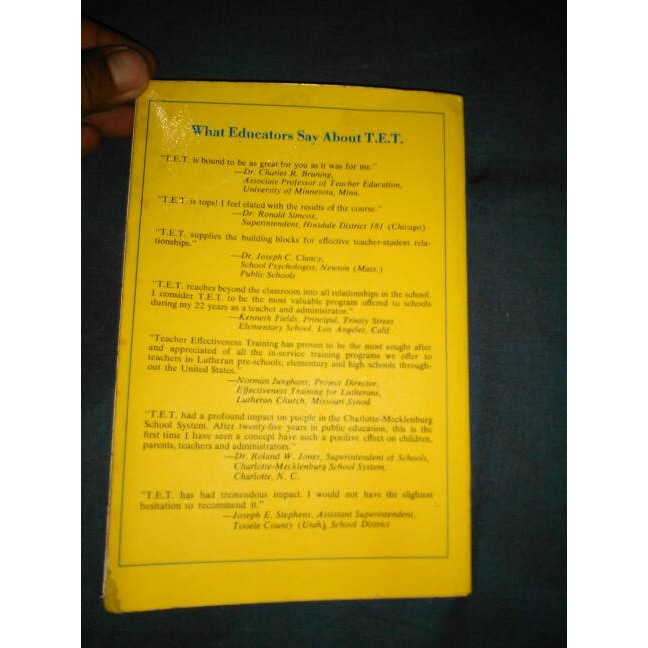 What Educators Say About T.E.T.
"T.E.T. is bound to be as great for you as it was for me."
—Dr. Charles R. Bruning,
Associate Professor of Teacher Education,
University of Minnesota, Minn.
"T.E.T. is tops! I feel elated with the results of the course."
—Dr. Ronald Simcox,
Superintendent, Hinsdale District 181 (Chicago)
"T.E.T. supplies the building blocks for effective teacher-student rela-
tionships."
—Dr. Joseph C. Clancy,
School Psychologist, Newton (Mass.)
Public Schools
"T.E.T. reaches beyond the classroom into all relationships in the school.
I consider T.E.T. to be the most valuable program offered to schools
during my 22 years as a teacher and administrator."
—Kenneth Fields, Principal, Trinity Street
Elementary School, Los Angeles, Calif.
"Teacher Effectiveness Training has proven to be the most sought after
and appreciated of all the in-service training programs we offer to
teachers in Lutheran pre-schools, elementary and high schools through-
out the United States."
—Norman Junghans, Project Director,
Effectiveness Training for Lutherans,
Lutheran Church, Missouri Synod
"T.E.T. had a profound impact on people in the Charlotte-Mecklenburg
School System. After twenty-five years in public education, this is the
first time I have seen a concept have such a positive effect on children,
parents, teachers and administrators."
—Dr. Roland W. Jones, Superintendent of Schools,
Charlotte-Mecklenburg School System,
Charlotte, N. C.
"T.E.T. has had tremendous impact. I would not have the slightest
hesitation to recommend it."
—Joseph E. Stephens, Assistant Superintendent,
Tooele County (Utah), School District